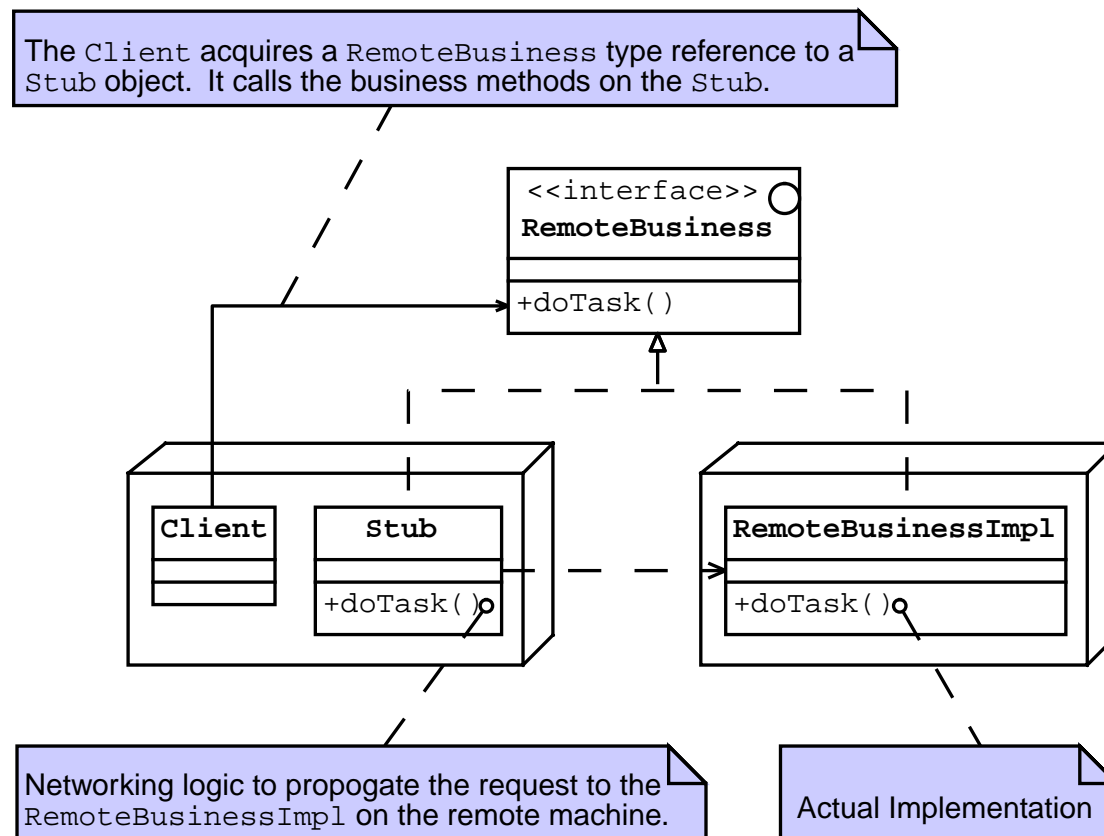 The Client acquires a RemoteBusiness type reference to a
Stub object.  It calls the business methods on the Stub.
<<interface>>
RemoteBusiness
+doTask()
Client
Stub
+doTask()
RemoteBusinessImpl
+doTask()
Networking logic to propogate the request to the
RemoteBusinessImpl on the remote machine.
Actual Implementation